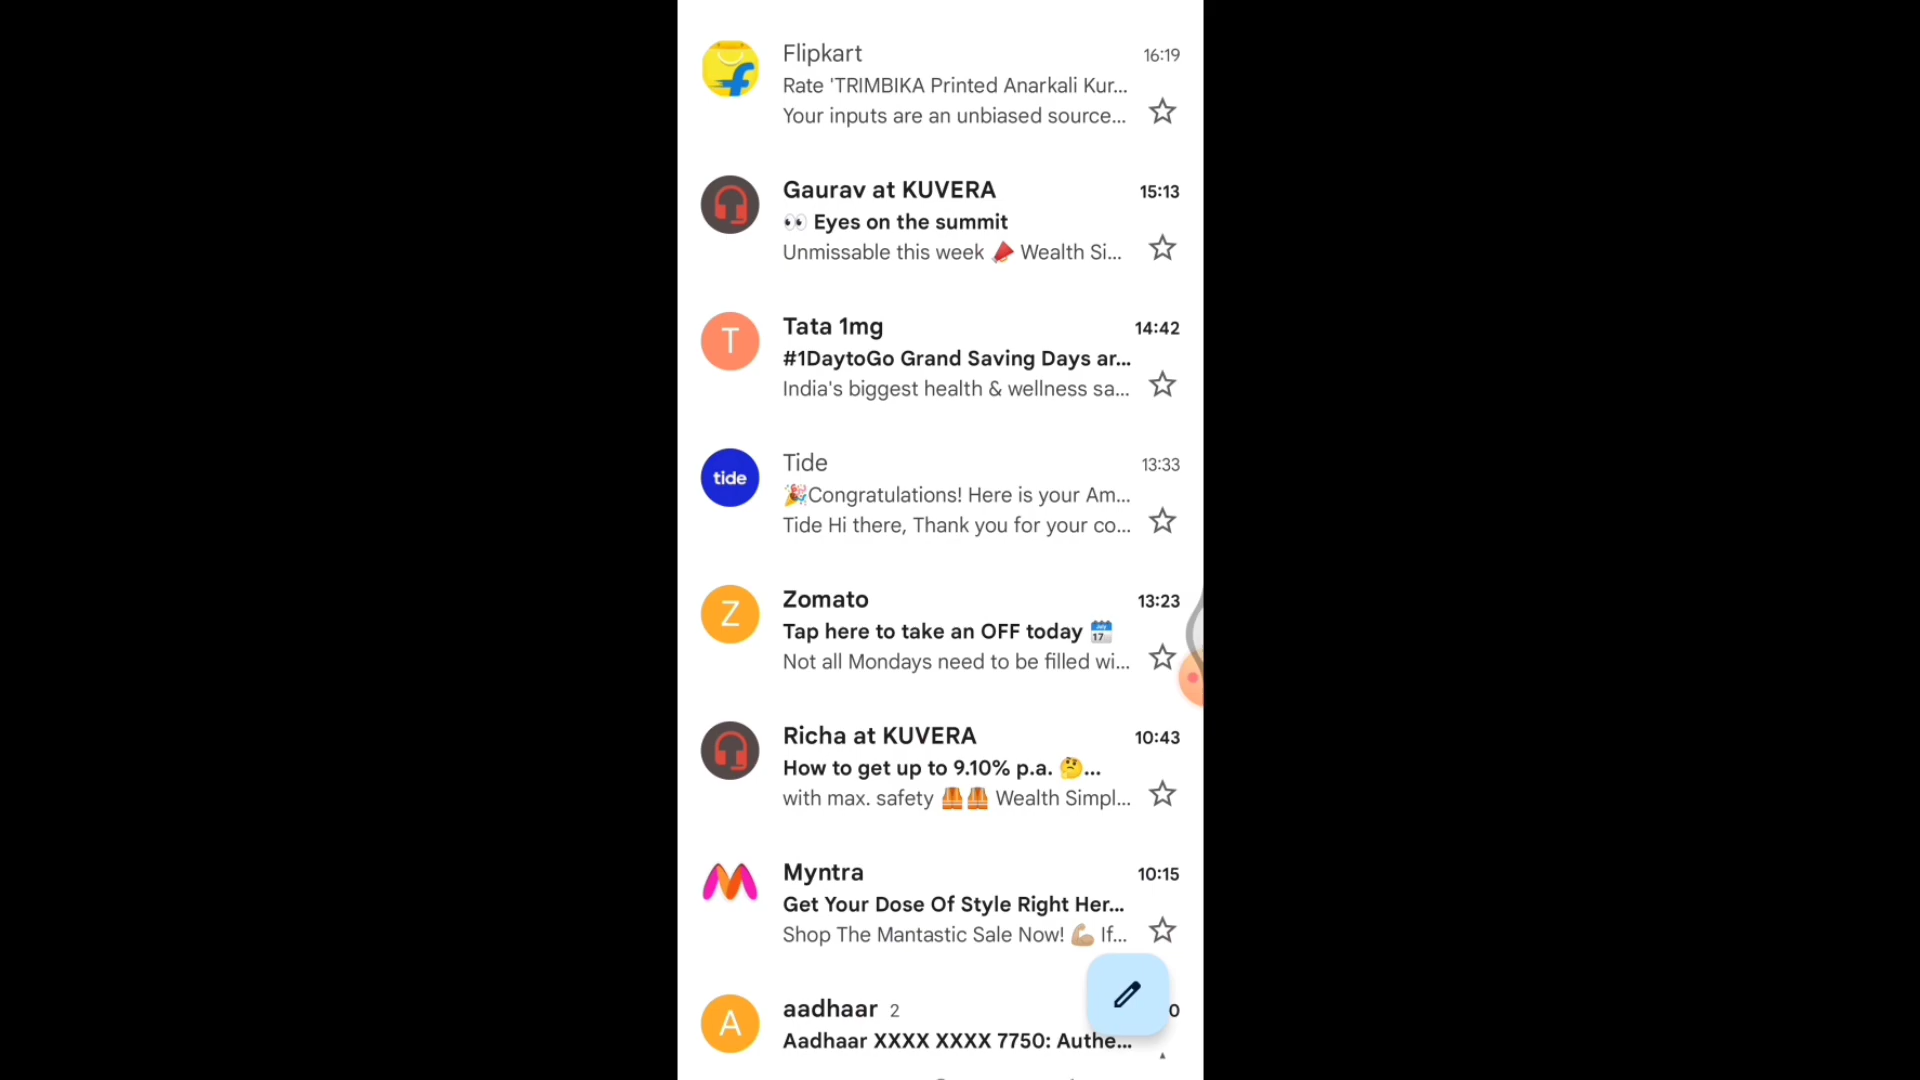 Flipkart 16:19
Rate 'TRIMBIKA Printed Anarkali Kur...
Your inputs are an unbiased source...
Gaurav at KUVERA 15:13
👀 Eyes on the summit
Unmissable this week 📣 Wealth Si...
T
Tata 1mg 14:42
#1DaytoGo Grand Saving Days ar...
India's biggest health & wellness sa...
tide
Tide 13:33
🎉Congratulations! Here is your Am...
Tide Hi there, Thank you for your co...
Z
Zomato 13:23
Tap here to take an OFF today 📅
Not all Mondays need to be filled wi...
Richa at KUVERA 10:43
How to get up to 9.10% p.a. 🤔...
with max. safety 🦺🦺 Wealth Simpl...
Myntra 10:15
Get Your Dose Of Style Right Her...
Shop The Mantastic Sale Now! 💪🏼 If...
A
aadhaar 2 0
Aadhaar XXXX XXXX 7750: Authe...